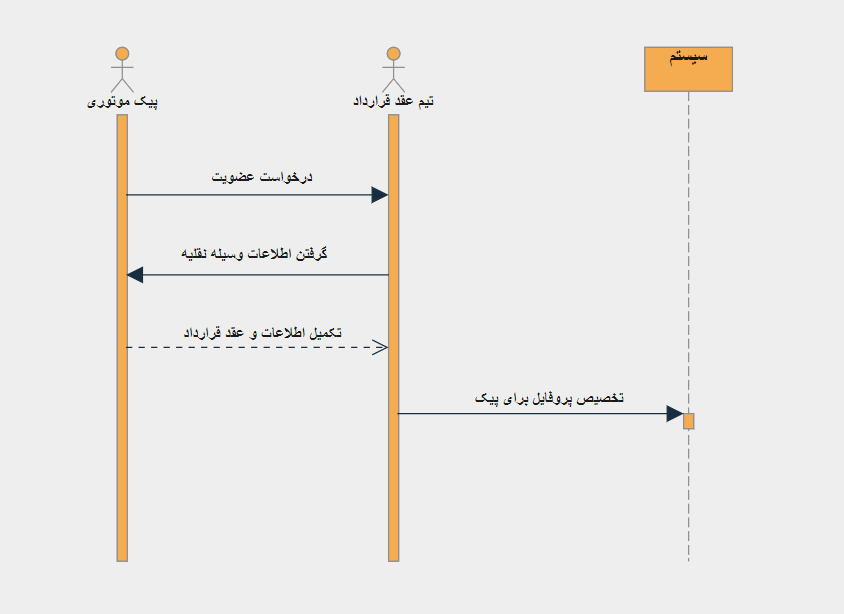 سیستم
تیم عقد قرارداد
پیک موتوری
درخواست عضویت
گرفتن اطلاعات وسیله نقلیه
تکمیل اطلاعات و عقد قرارداد
تخصیص پروفایل برای پیک